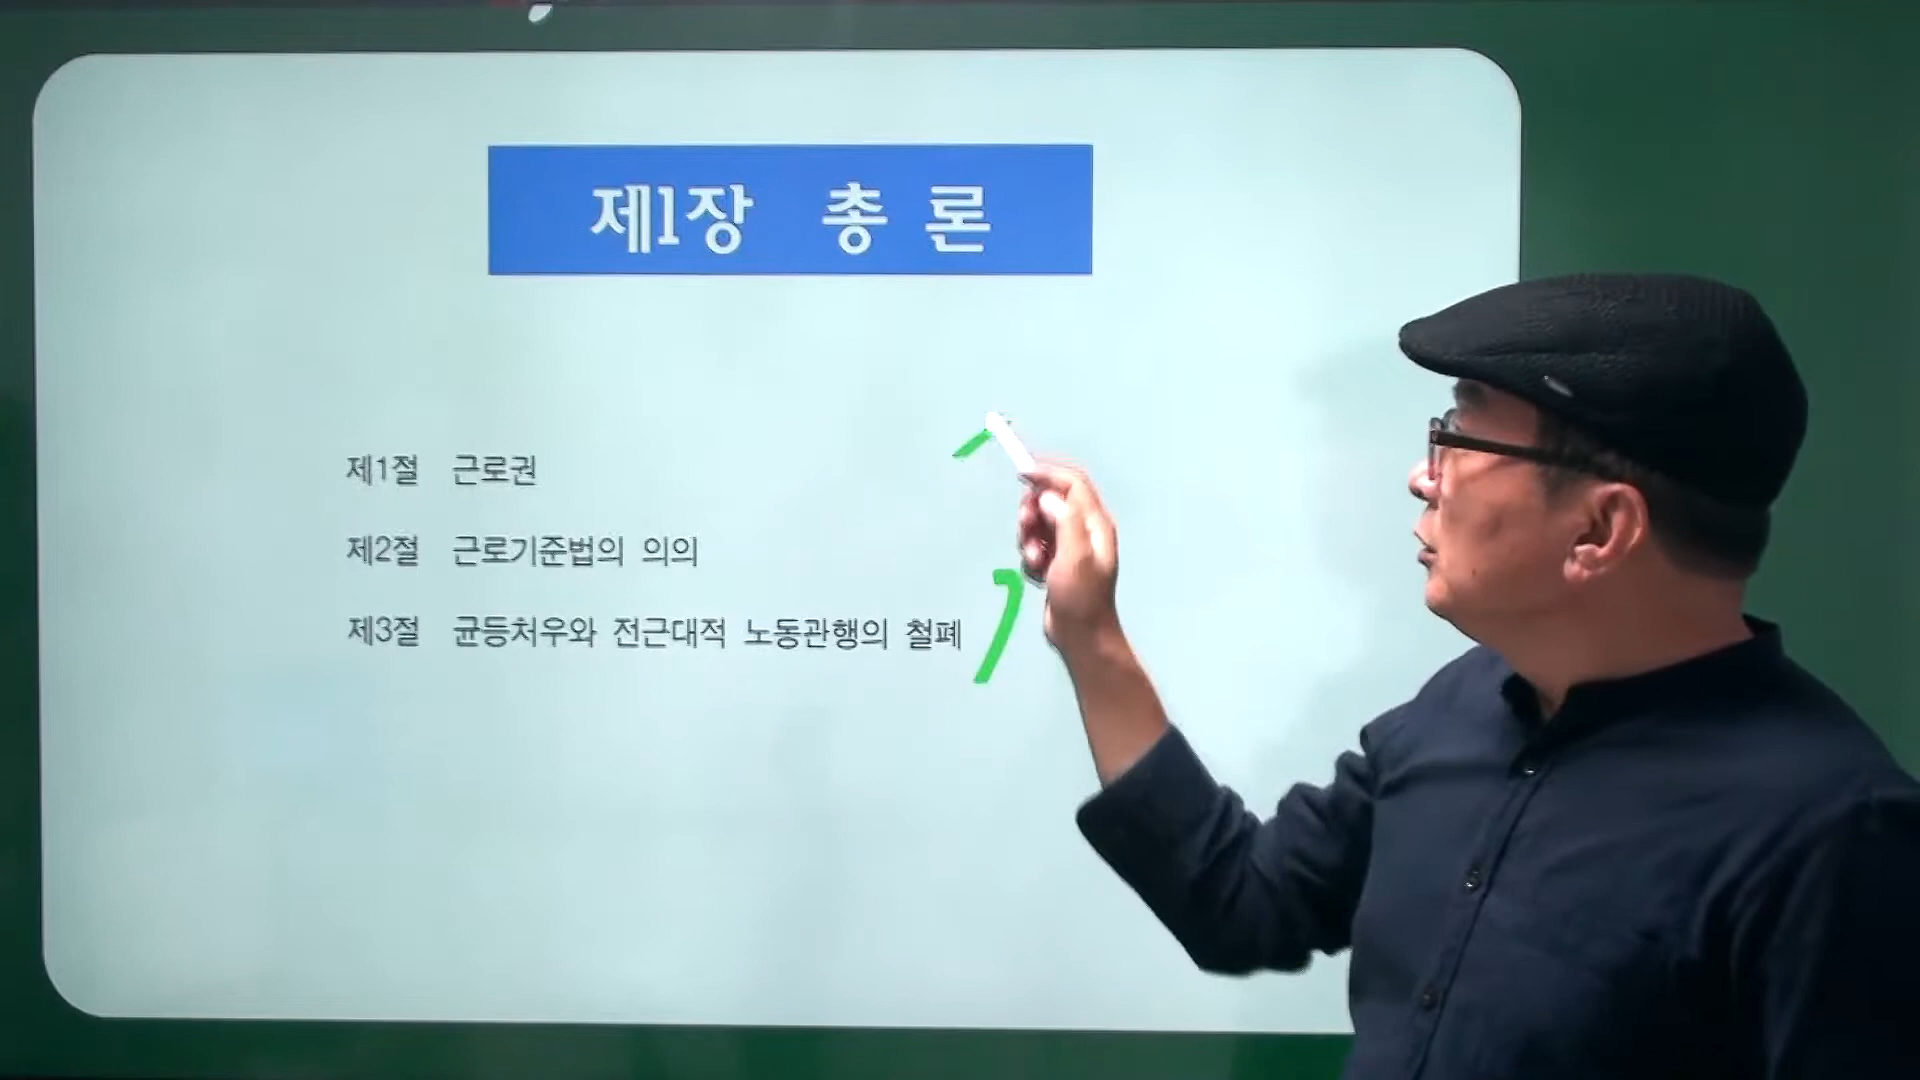 제1장 총 론
제1절 근로권
제2절 근로기준법의 의의
제3절 균등처우와 전근대적 노동관행의 철폐